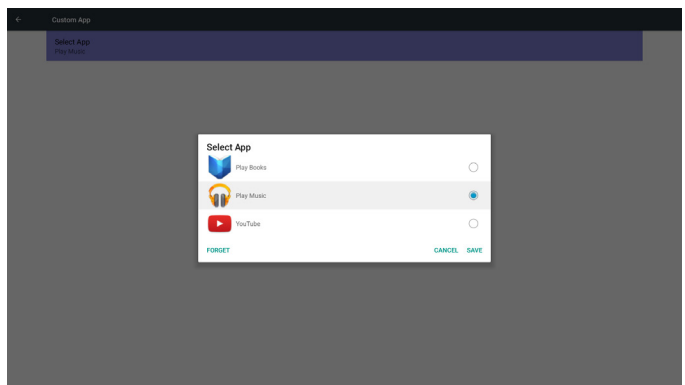 Custom App
Select App
Play Music
Select App
Play Books
Play Music
YouTube
FORGET CANCEL SAVE